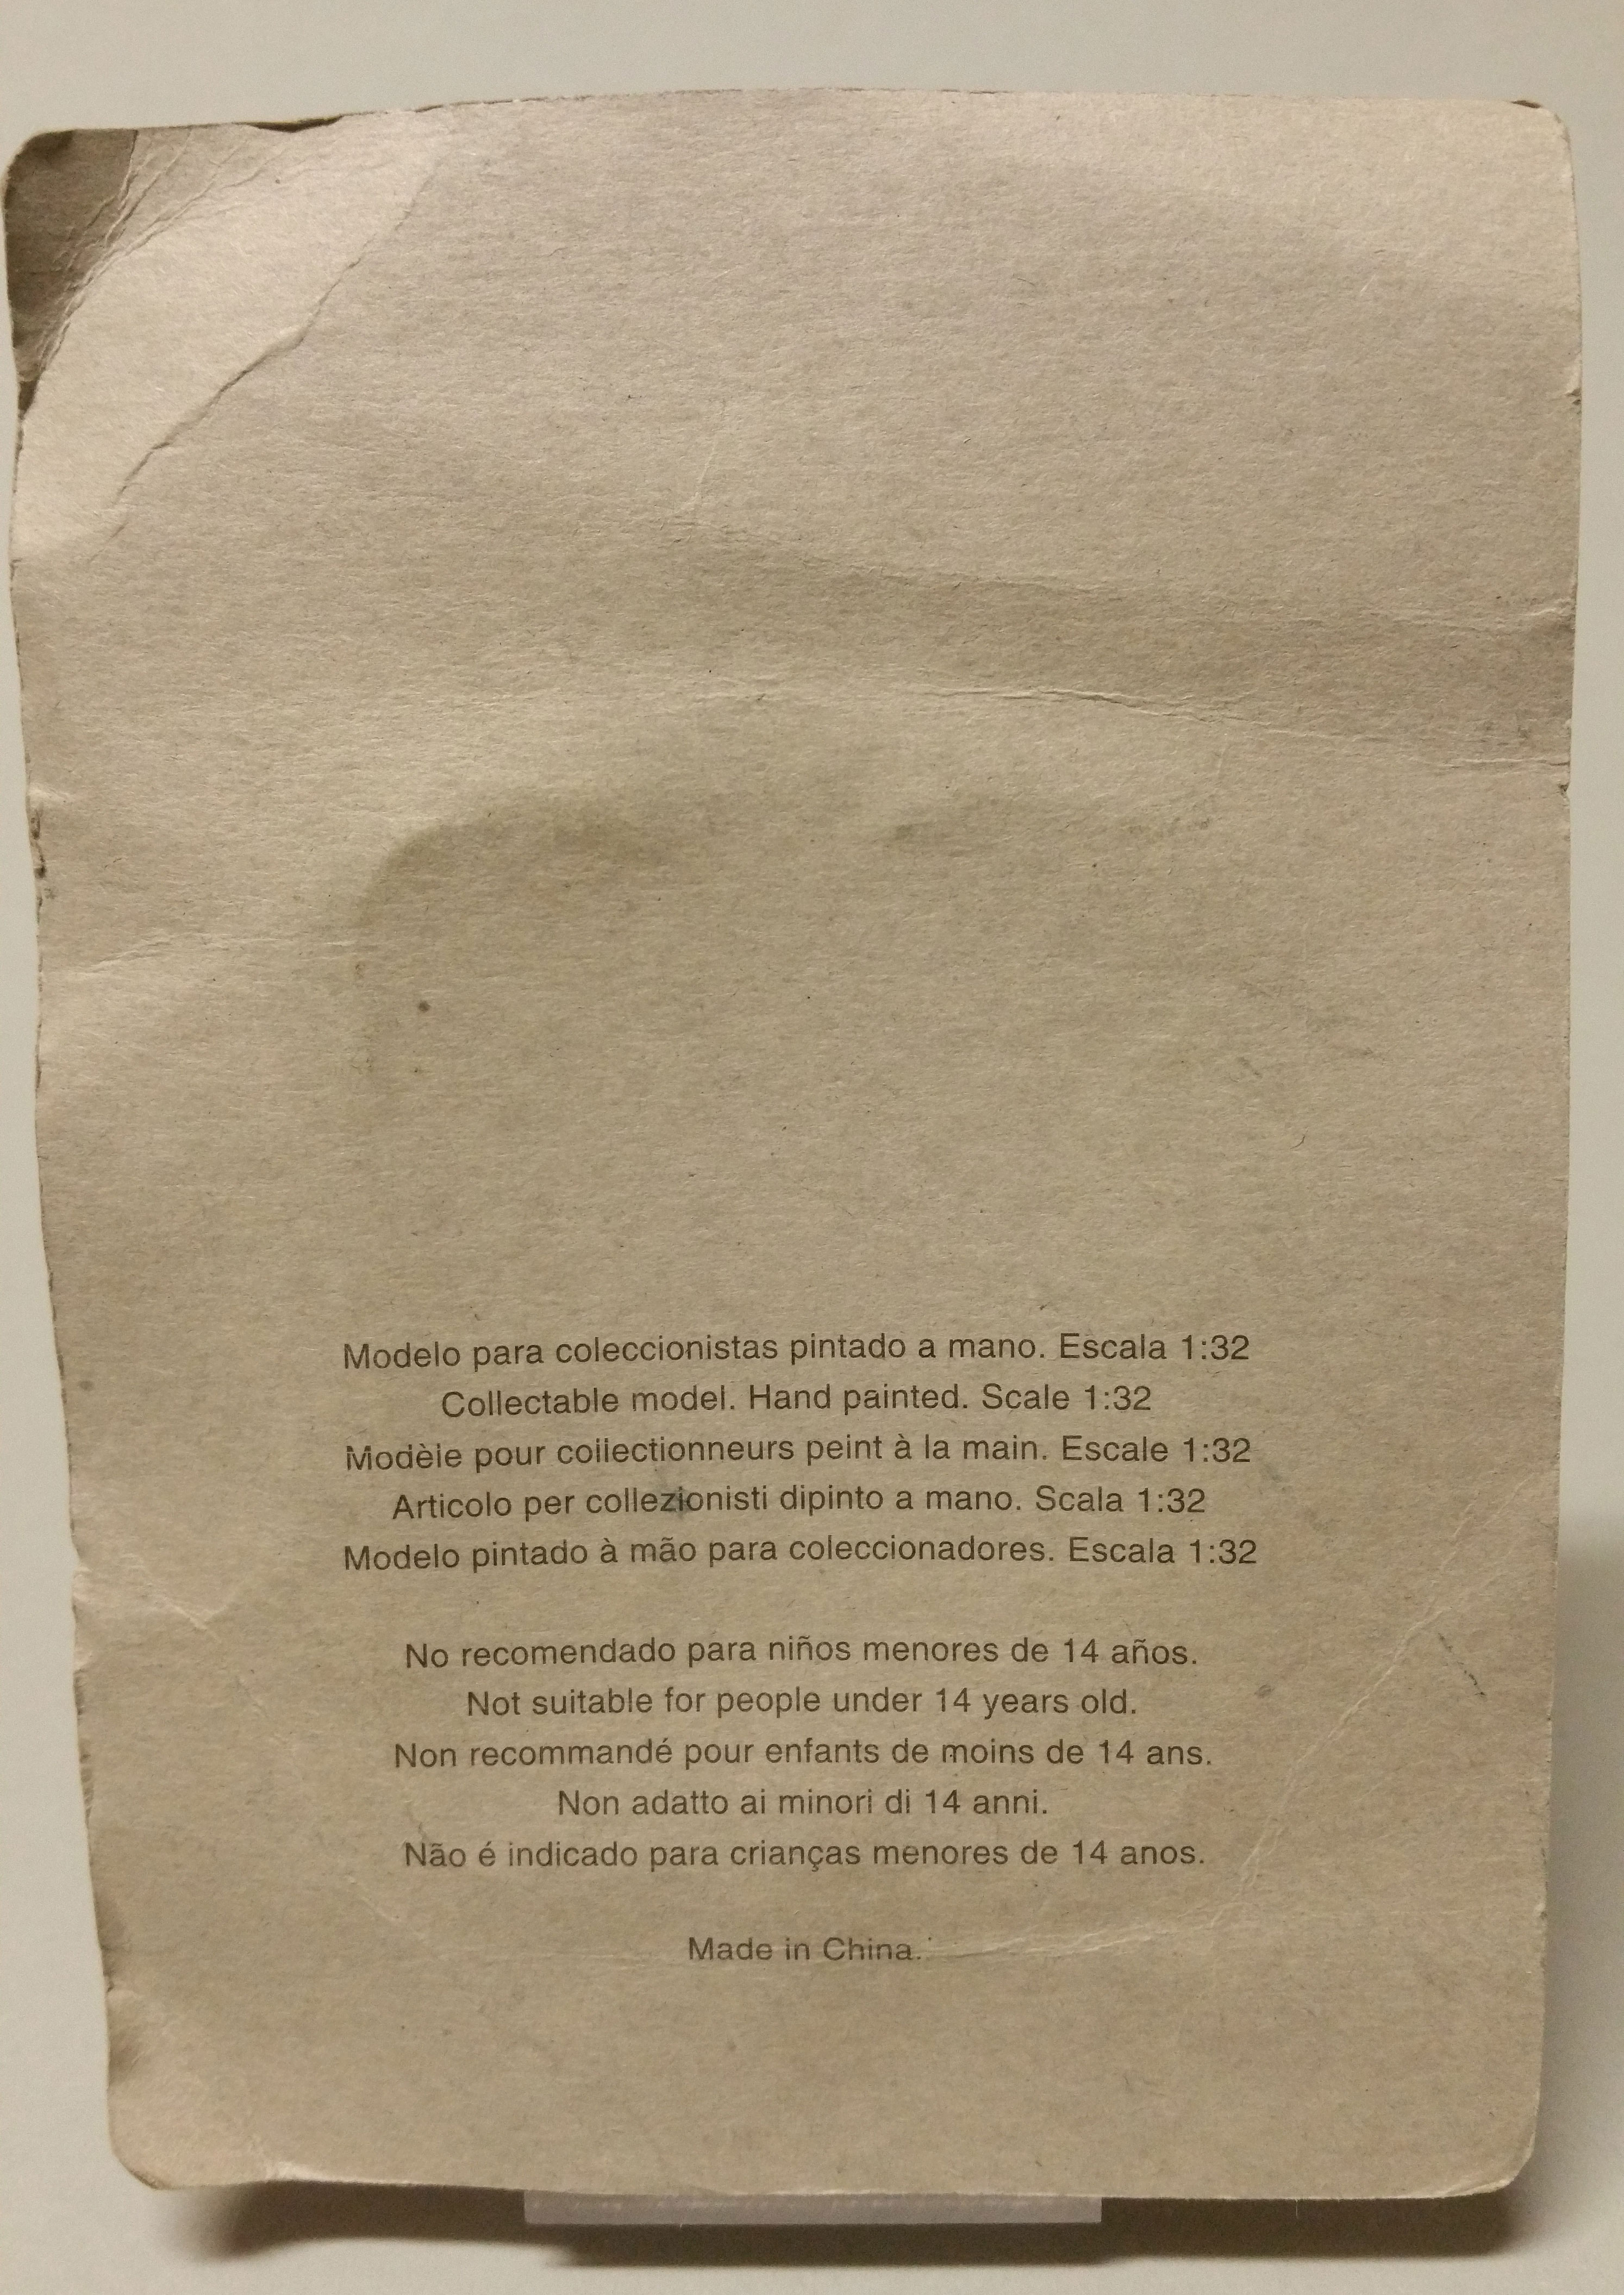 Modelo para coleccionistas pintado a mano. Escala 1:32
Collectable model. Hand painted. Scale 1:32
Modèle pour collectionneurs peint à la main. Escale 1:32
Articolo per collezionisti dipinto a mano. Scala 1:32
Modelo pintado à mão para coleccionadores. Escala 1:32
No recomendado para niños menores de 14 años.
Not suitable for people under 14 years old.
Non recommandé pour enfants de moins de 14 ans.
Non adatto ai minori di 14 anni.
Não é indicado para crianças menores de 14 anos.
Made in China.